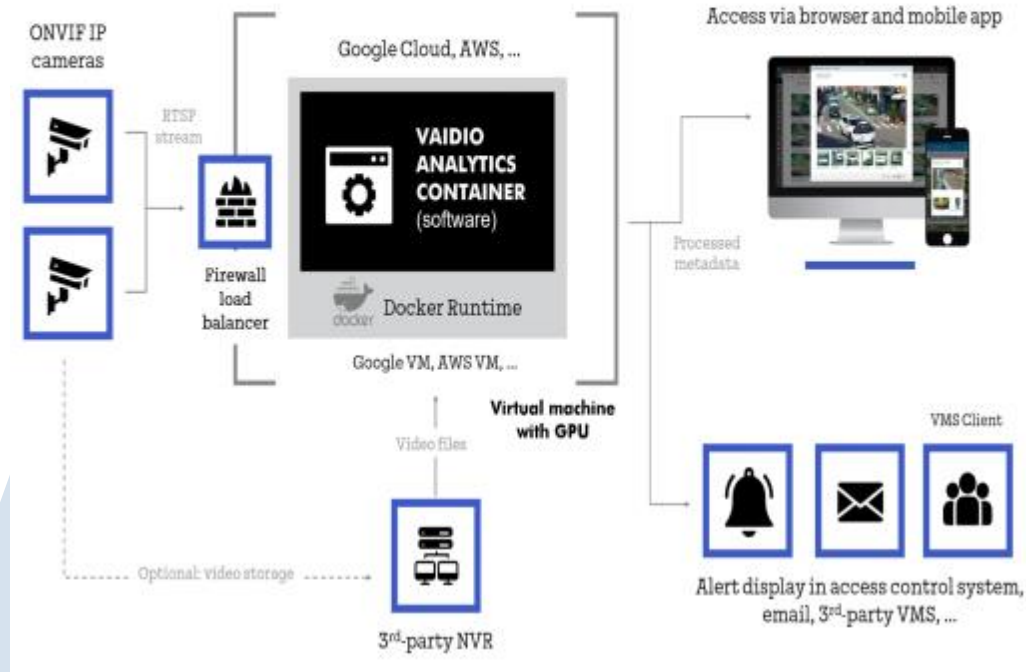 ONVIF IP
cameras
RTSP
stream
Firewall
load
balancer
Google Cloud, AWS, ...
VAIDIO
ANALYTICS
CONTAINER
(software)
docker
Docker Runtime
Google VM, AWS VM, ...
Virtual machine
with GPU
Video files
Optional: video storage
3rd-party NVR
Access via browser and mobile app
Processed
metadata
VMS Client
Alert display in access control system,
email, 3rd-party VMS, ...